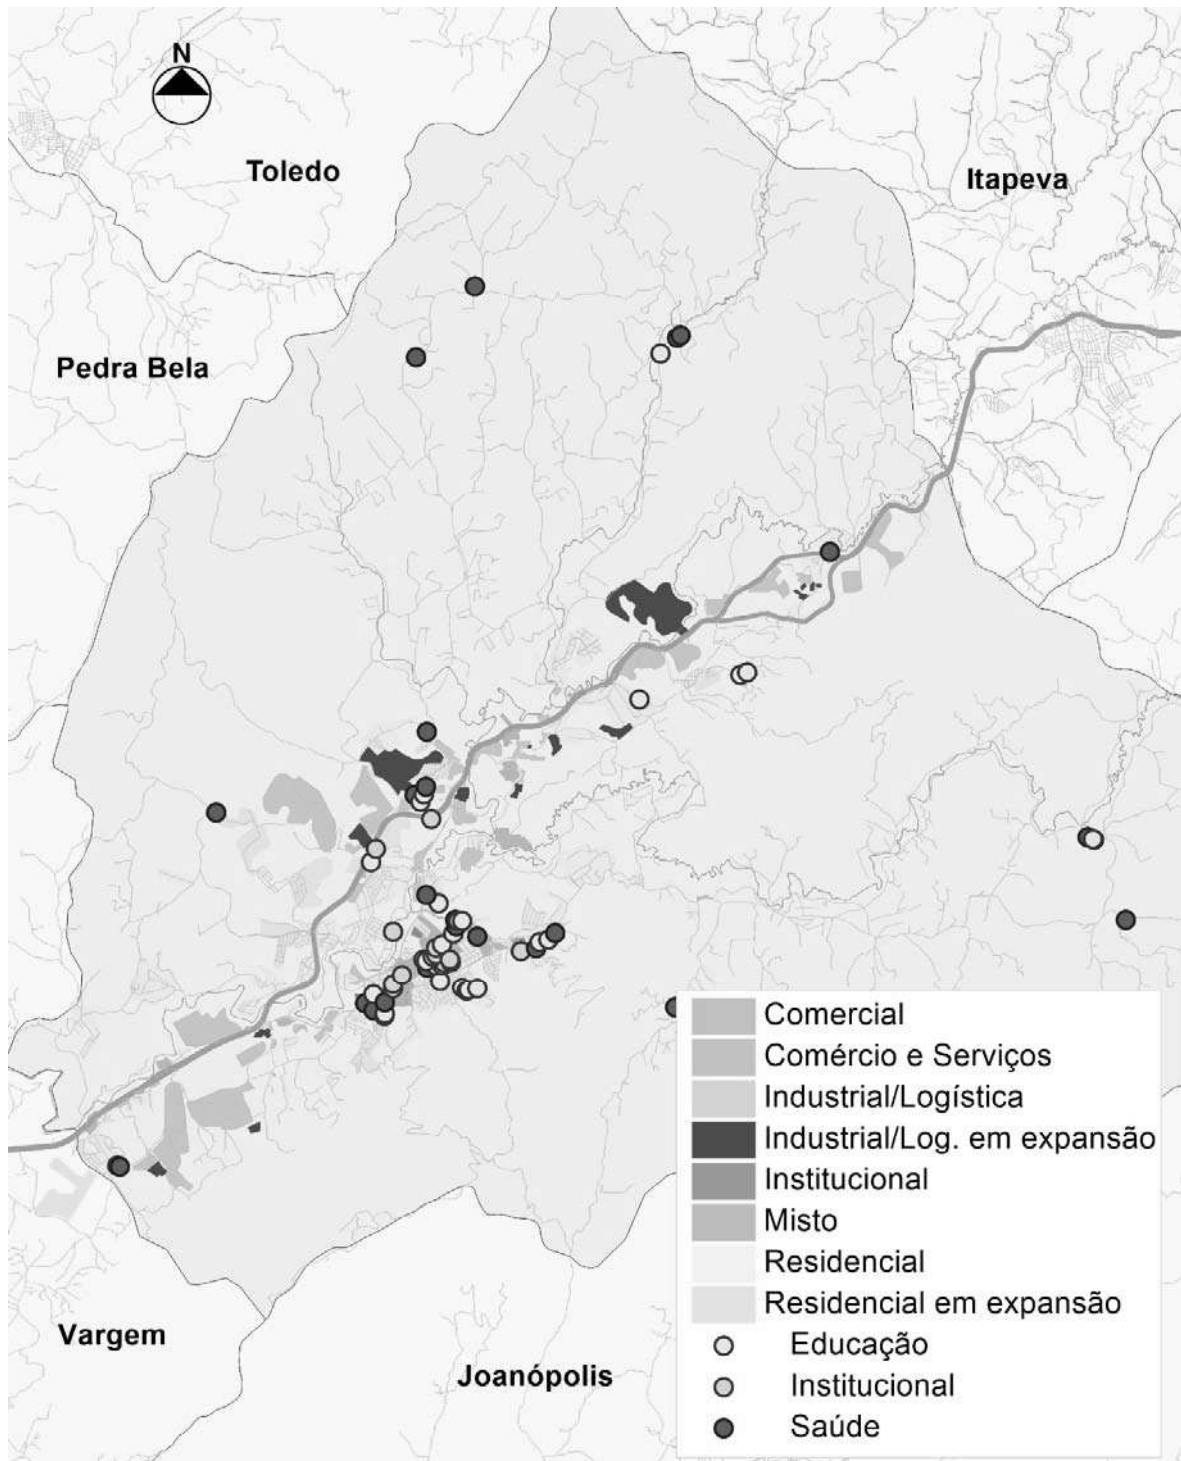 N
Toledo
Itapeva
Pedra Bela
Comercial
Comércio e Serviços
Industrial/Logística
Industrial/Log. em expansão
Institucional
Misto
Residencial
Residencial em expansão
Educação
Institucional
Saúde
Vargem
Joanópolis